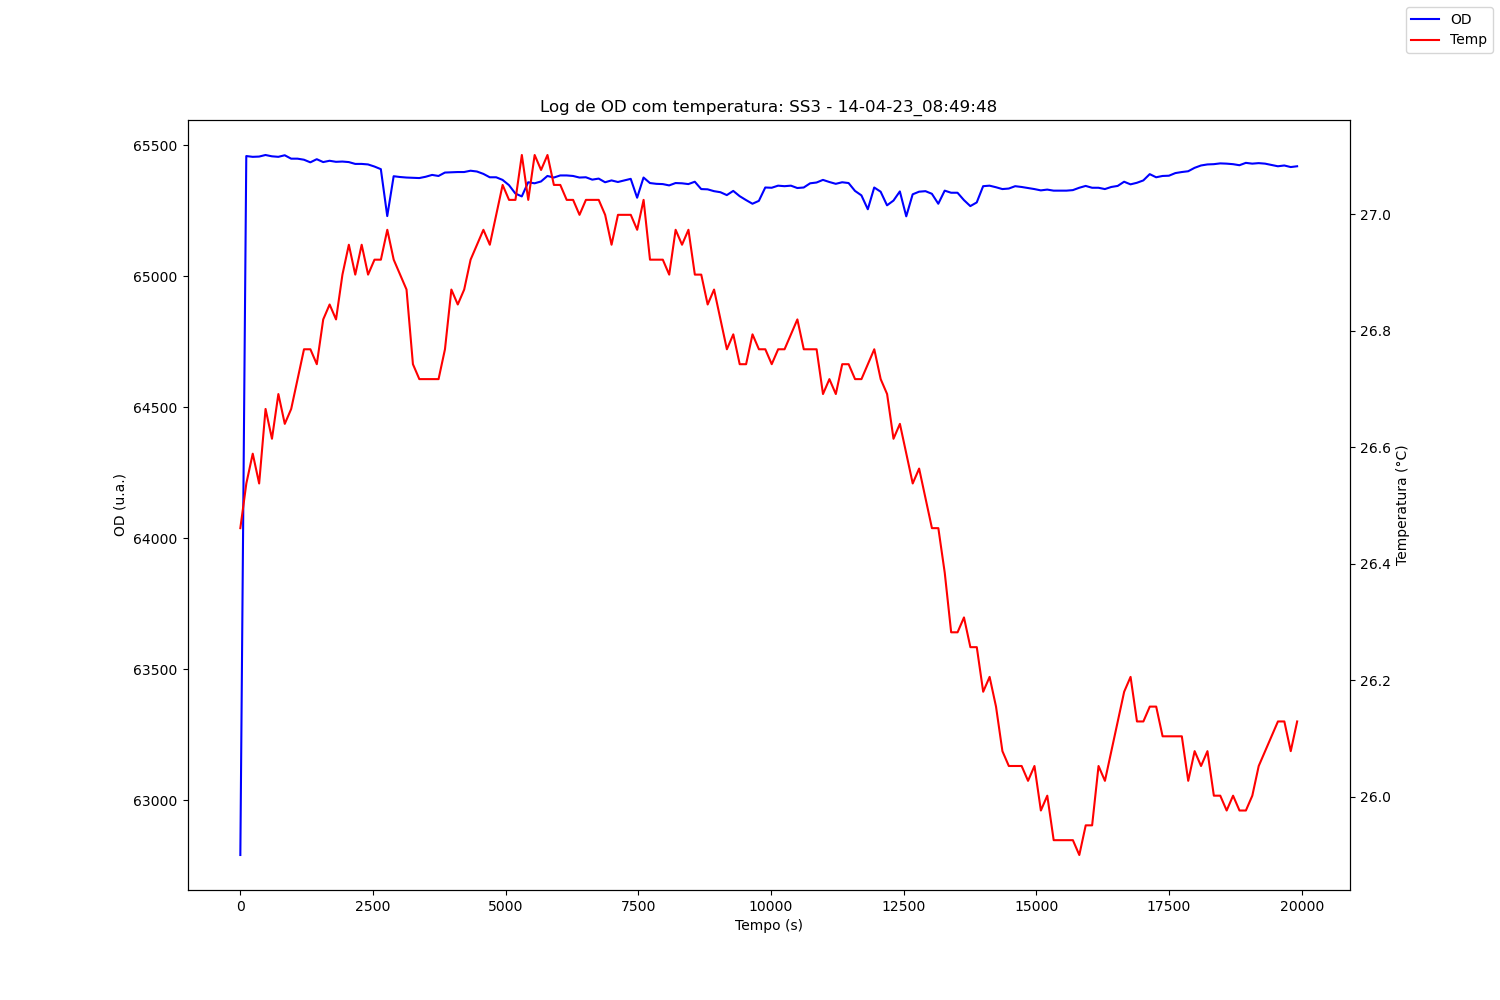 OD
Temp
Log de OD com temperatura: SS3 - 14-04-23_08:49:48
65500
65000
64500
64000
63500
63000
OD (u.a.)
27.0
26.8
26.6
26.4
26.2
26.0
Temperatura (°C)
0 2500 5000 7500 10000 12500 15000 17500 20000
Tempo (s)